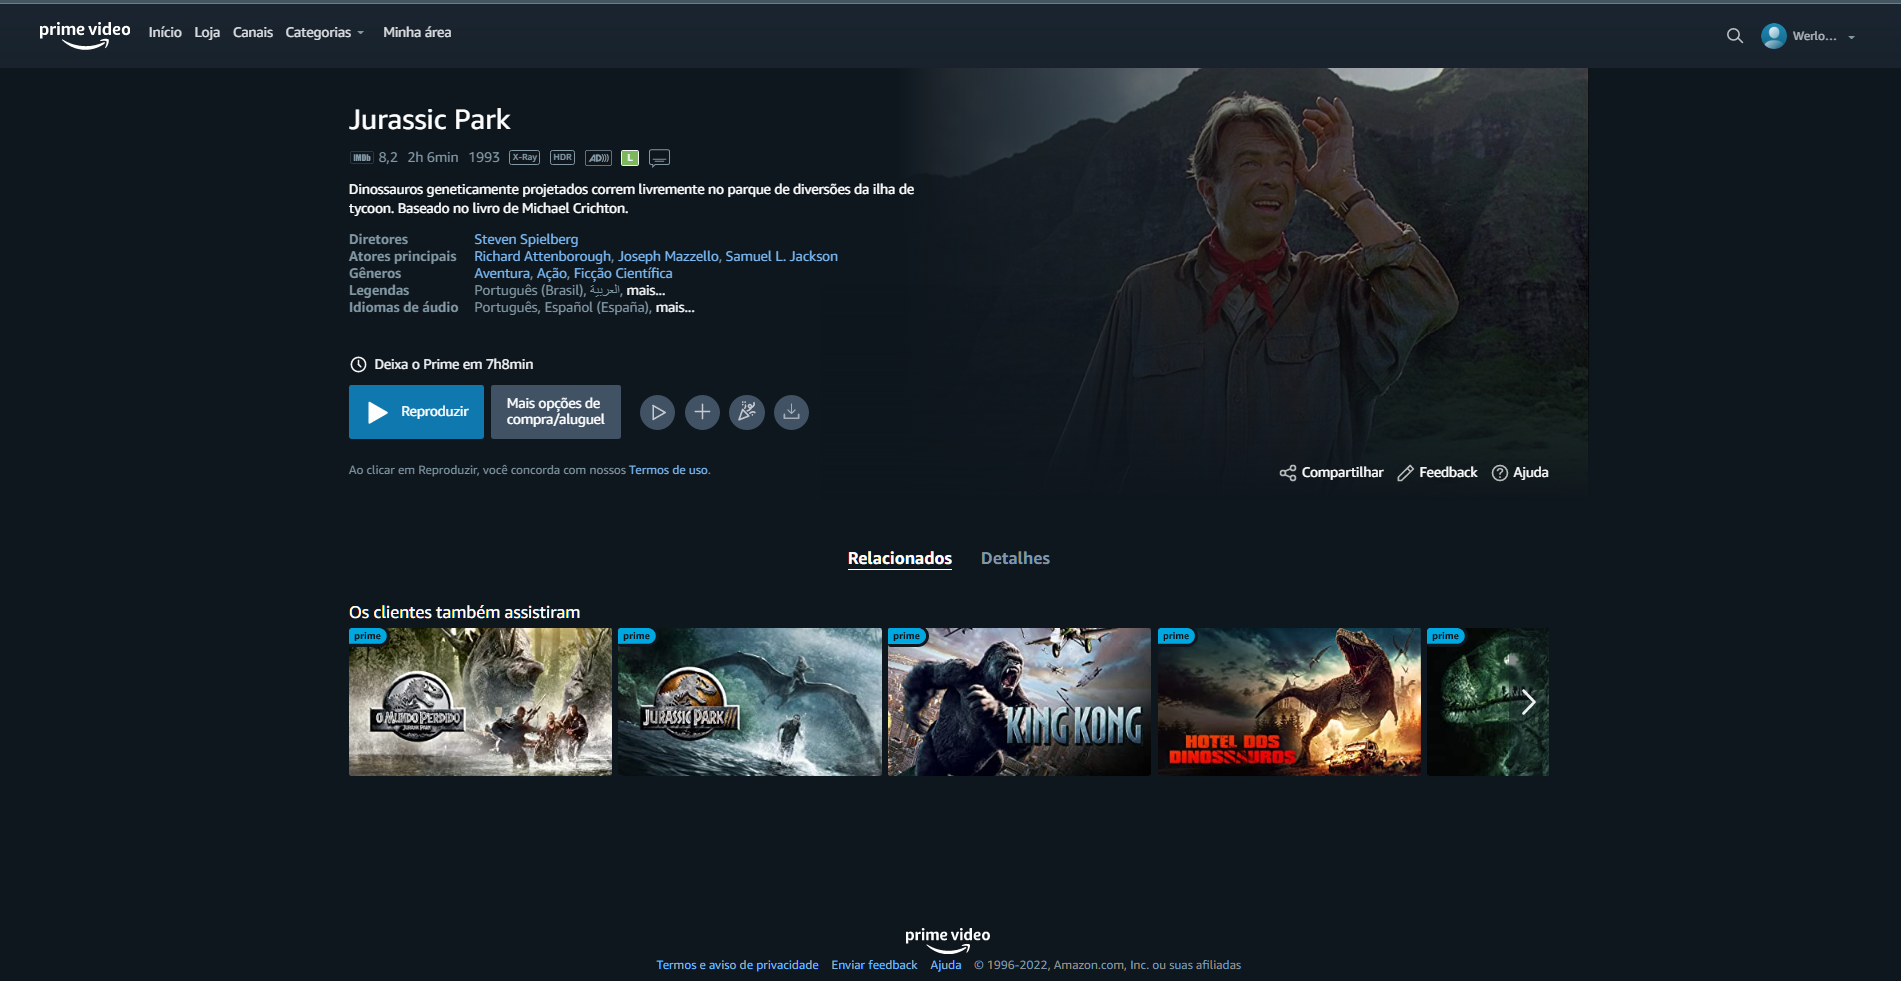 prime video Início Loja Canais Categorias Minha área Werlo...
Jurassic Park
IMDb 8,2 2h 6min 1993 X-Ray HDR AD))) L
Dinossauros geneticamente projetados correm livremente no parque de diversões da ilha de
tycoon. Baseado no livro de Michael Crichton.
Diretores Steven Spielberg
Atores principais Richard Attenborough, Joseph Mazzello, Samuel L. Jackson
Gêneros Aventura, Ação, Ficção Científica
Legendas Português (Brasil), العربية, mais...
Idiomas de áudio Português, Español (España), mais...
Deixa o Prime em 7h8min
Reproduzir
Mais opções de
compra/aluguel
Ao clicar em Reproduzir, você concorda com nossos Termos de uso.
Compartilhar Feedback Ajuda
Relacionados Detalhes
Os clientes também assistiram
prime prime prime prime prime
O MUNDO PERDIDO
JURASSIC PARK
JURASSIC PARK III
KING KONG
HOTEL DOS
DINOSSAUROS
prime video
Termos e aviso de privacidade Enviar feedback Ajuda © 1996-2022, Amazon.com, Inc. ou suas afiliadas